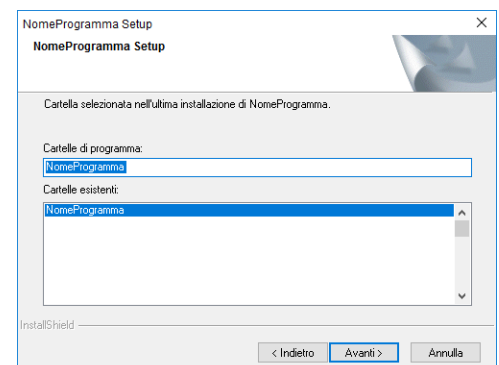 NomeProgramma Setup
NomeProgramma Setup
Cartella selezionata nell'ultima installazione di NomeProgramma.
Cartelle di programma:
NomeProgramma
Cartelle esistenti:
NomeProgramma
InstallShield
< Indietro Avanti > Annulla